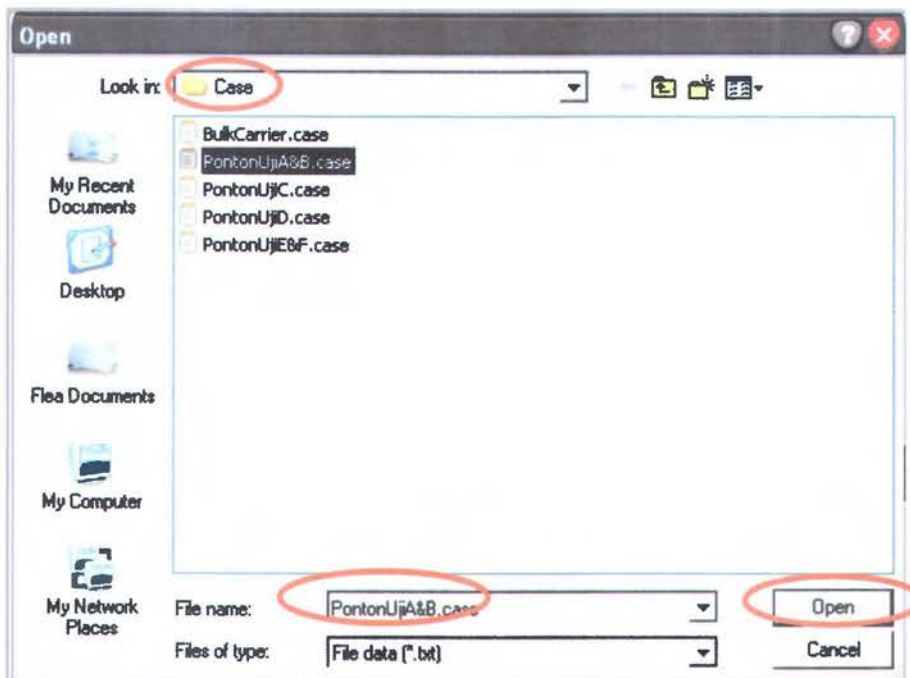 Open
Look in: Case
BulkCarrier.case
PontonUjiA&B.case
PontonUjiC.case
PontonUjiD.case
PontonUjiE&F.case
My Recent
Documents
Desktop
Flea Documents
My Computer
My Network
Places
File name: PontonUjiA&B.case Open
Files of type: File data (*.txt) Cancel